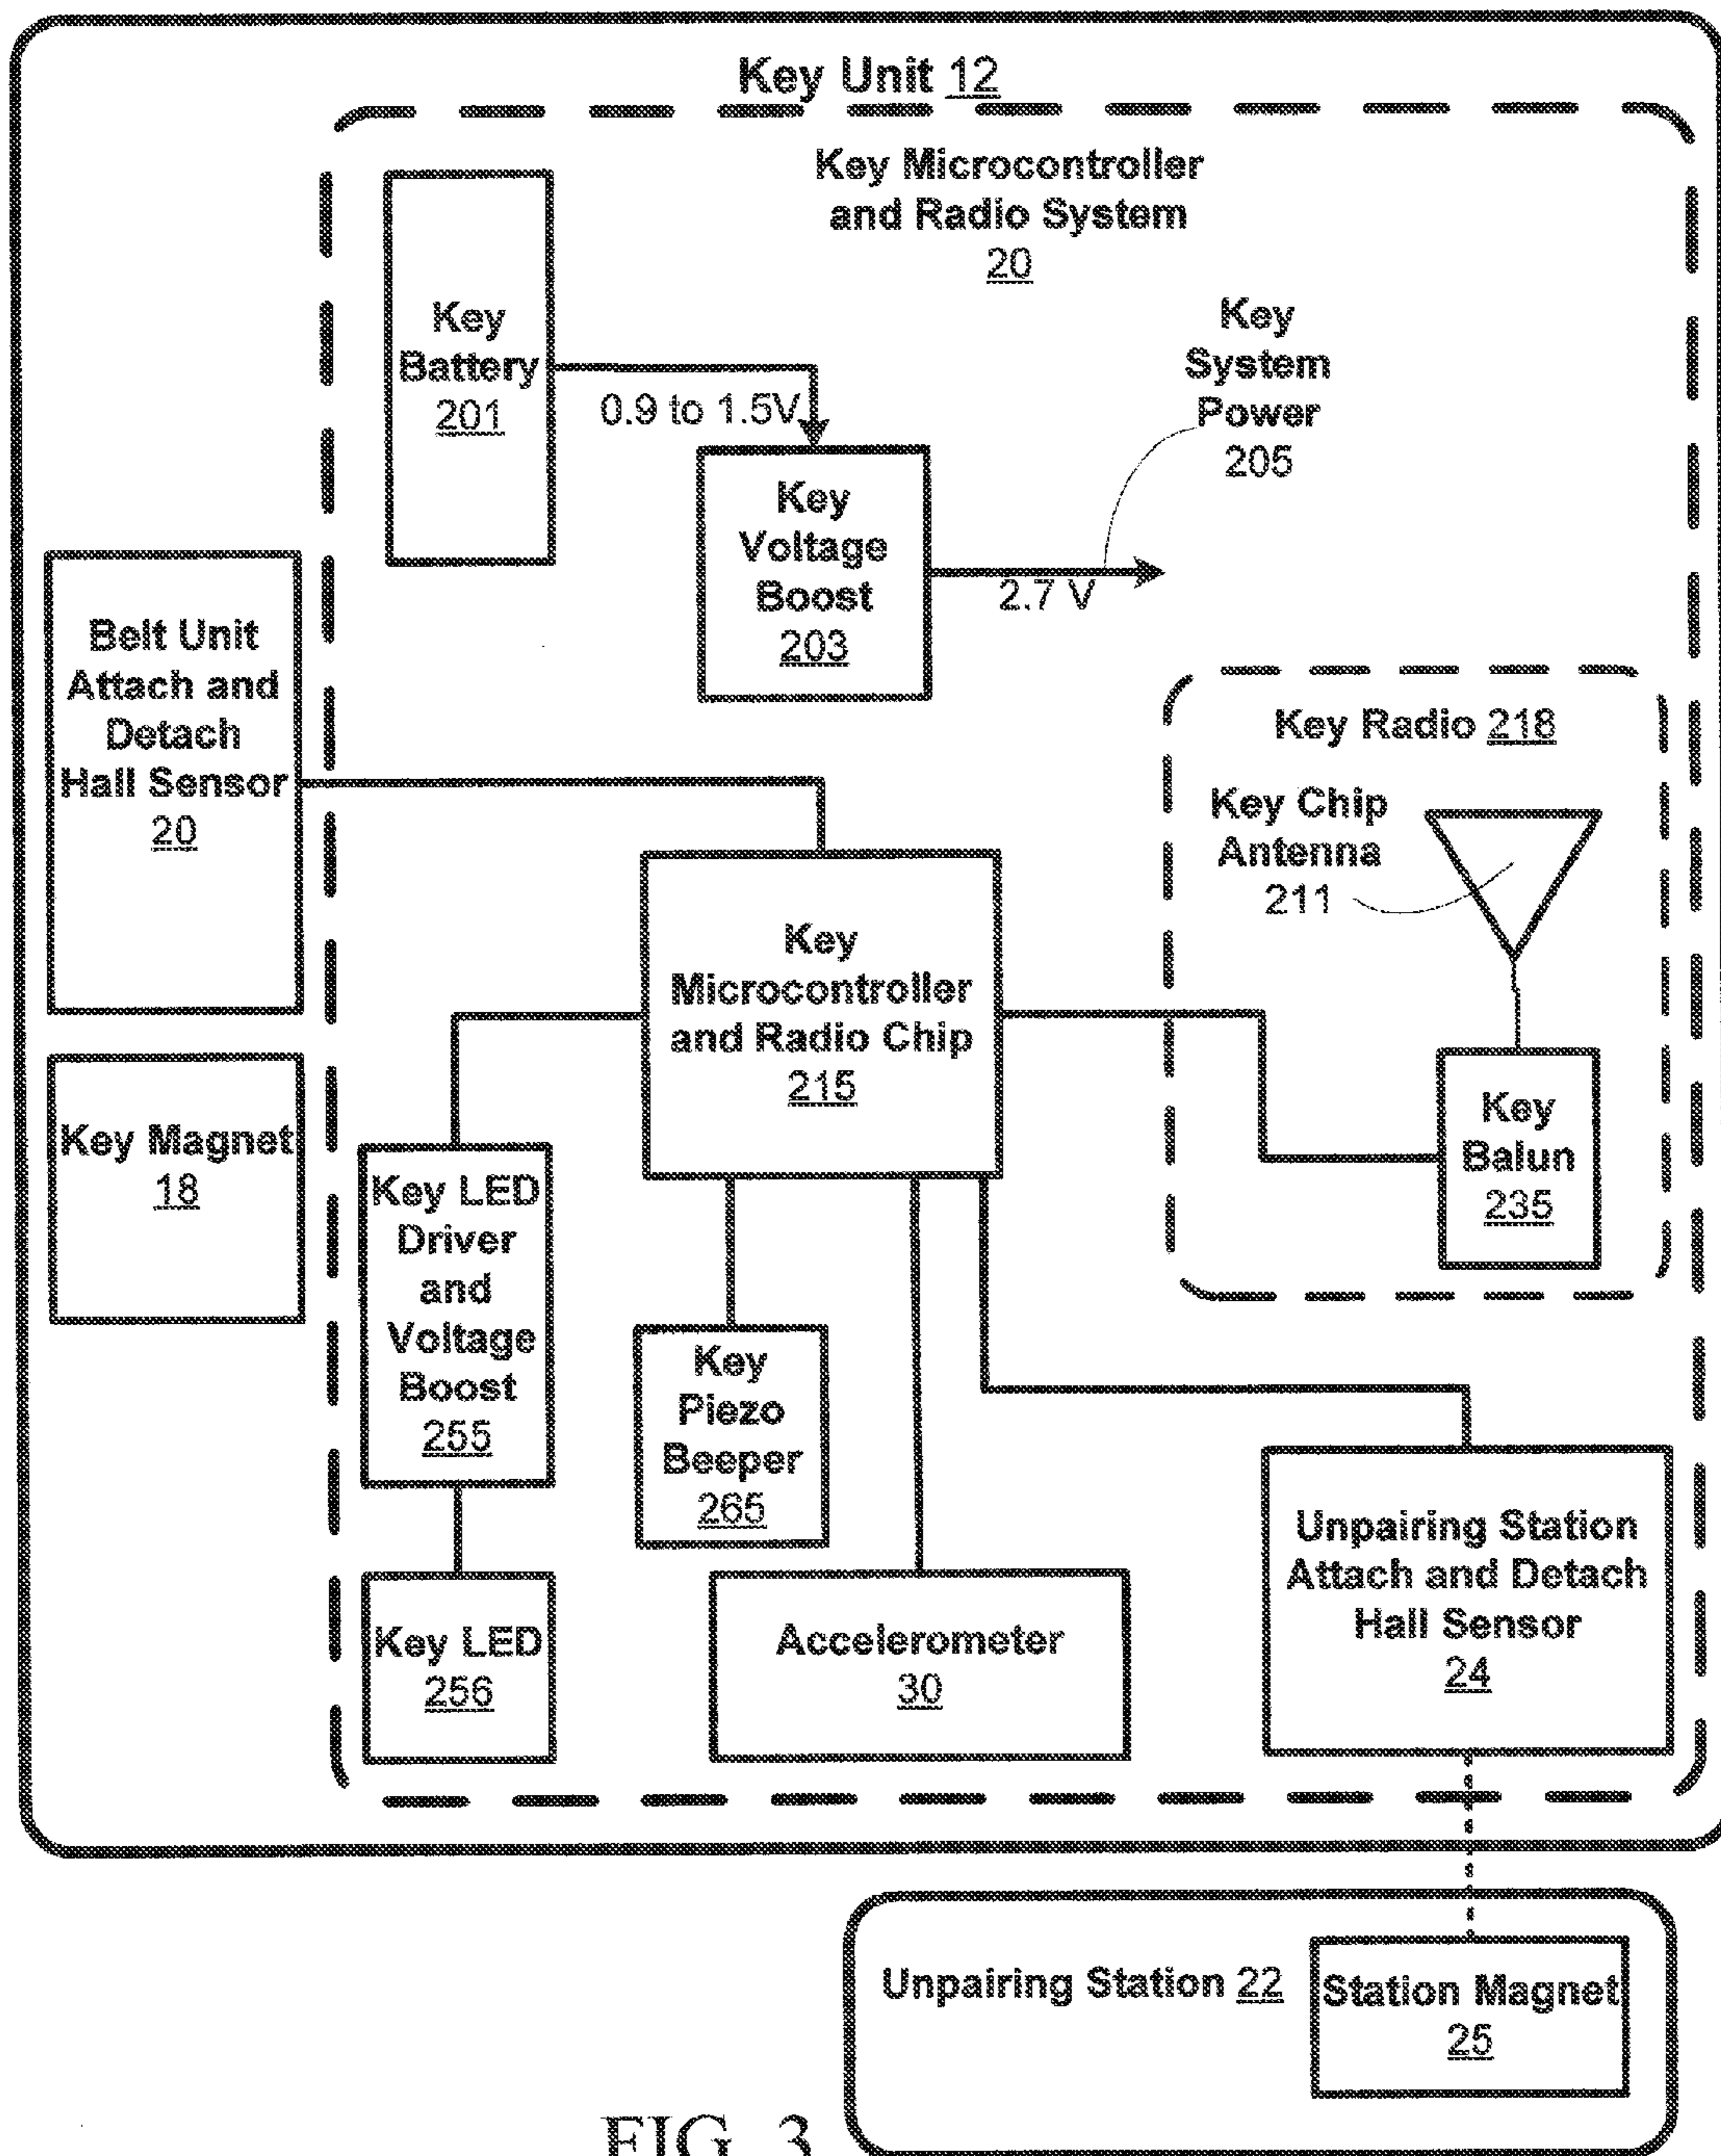 Key Unit 12
Key Microcontroller
and Radio System
20
Key
Battery
201
0.9 to 1.5V
Key
System
Power
205
Key
Voltage
Boost
203
2.7 V
Belt Unit
Attach and
Detach
Hall Sensor
20
Key Radio 218
Key Chip
Antenna
211
Key
Microcontroller
and Radio Chip
215
Key Magnet
18
Key
Balun
235
Key LED
Driver
and
Voltage
Boost
255
Key
Piezo
Beeper
265
Key LED
256
Accelerometer
30
Unpairing Station
Attach and Detach
Hall Sensor
24
Unpairing Station 22
Station Magnet
25
FIG. 3